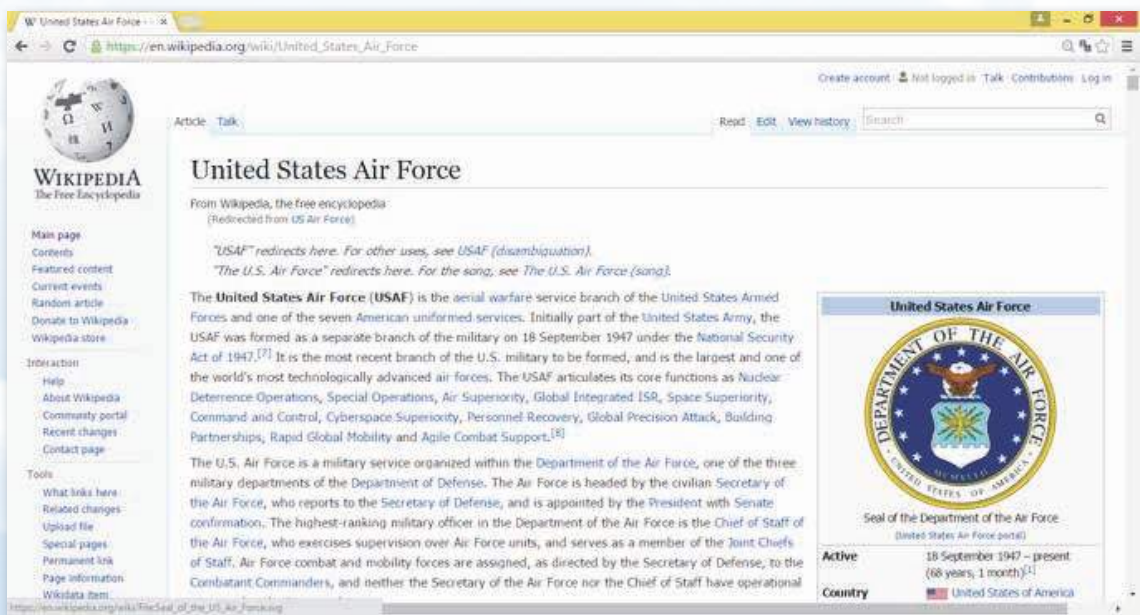 United States Air Force -
https://en.wikipedia.org/wiki/United_States_Air_Force
Create account Not logged in Talk Contributions Log in
Article Talk
Read Edit View history Search
WIKIPEDIA
The Free Encyclopedia
Main page
Contents
Featured content
Current events
Random article
Donate to Wikipedia
Wikipedia store
Interaction
Help
About Wikipedia
Community portal
Recent changes
Contact page
Tools
What links here
Related changes
Upload file
Special pages
Permanent link
Page information
Wikidata item
United States Air Force
From Wikipedia, the free encyclopedia
(Redirected from US Air Force)
"USAF" redirects here. For other uses, see USAF (disambiguation).
"The U.S. Air Force" redirects here. For the song, see The U.S. Air Force (song).
The United States Air Force (USAF) is the aerial warfare service branch of the United States Armed
Forces and one of the seven American uniformed services. Initially part of the United States Army, the
USAF was formed as a separate branch of the military on 18 September 1947 under the National Security
Act of 1947.[7] It is the most recent branch of the U.S. military to be formed, and is the largest and one of
the world's most technologically advanced air forces. The USAF articulates its core functions as Nuclear
Deterrence Operations, Special Operations, Air Superiority, Global Integrated ISR, Space Superiority,
Command and Control, Cyberspace Superiority, Personnel Recovery, Global Precision Attack, Building
Partnerships, Rapid Global Mobility and Agile Combat Support.[8]
The U.S. Air Force is a military service organized within the Department of the Air Force, one of the three
military departments of the Department of Defense. The Air Force is headed by the civilian Secretary of
the Air Force, who reports to the Secretary of Defense, and is appointed by the President with Senate
confirmation. The highest-ranking military officer in the Department of the Air Force is the Chief of Staff of
the Air Force, who exercises supervision over Air Force units, and serves as a member of the Joint Chiefs
of Staff. Air Force combat and mobility forces are assigned, as directed by the Secretary of Defense, to the
Combatant Commanders, and neither the Secretary of the Air Force nor the Chief of Staff have operational
United States Air Force
DEPARTMENT OF THE AIR FORCE
UNITED STATES OF AMERICA
MCMXLVII
Seal of the Department of the Air Force
(United States Air Force portal)
Active 18 September 1947 – present
(68 years, 1 month)[1]
Country United States of America
https://en.wikipedia.org/wiki/File:Seal_of_the_US_Air_Force.svg